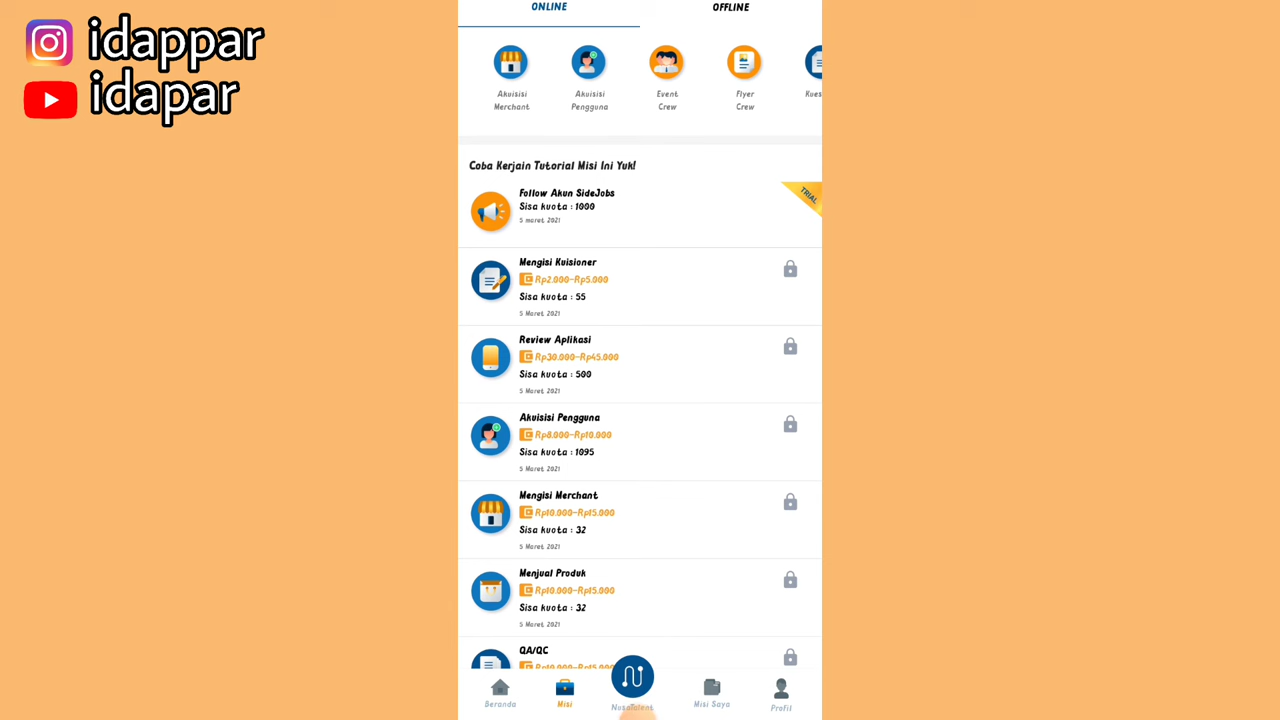 idappar
idapar
ONLINE
OFFLINE
Akuisisi
Merchant
Akuisisi
Pengguna
Event
Crew
Flyer
Crew
Kues
Coba Kerjain Tutorial Misi Ini Yuk!
Follow Akun SideJobs
Sisa kuota : 1000
5 maret 2021
TRIAL
Mengisi Kuisioner
Rp2.000-Rp5.000
Sisa kuota : 55
5 Maret 2021
Review Aplikasi
Rp30.000-Rp45.000
Sisa kuota : 500
5 Maret 2021
Akuisisi Pengguna
Rp8.000-Rp10.000
Sisa kuota : 1095
5 Maret 2021
Mengisi Merchant
Rp10.000-Rp15.000
Sisa kuota : 32
5 Maret 2021
Menjual Produk
Rp10.000-Rp15.000
Sisa kuota : 32
5 Maret 2021
QA/QC
Rp10.000-Rp15.000
Beranda
Misi
NusaTalent
Misi Saya
Profil